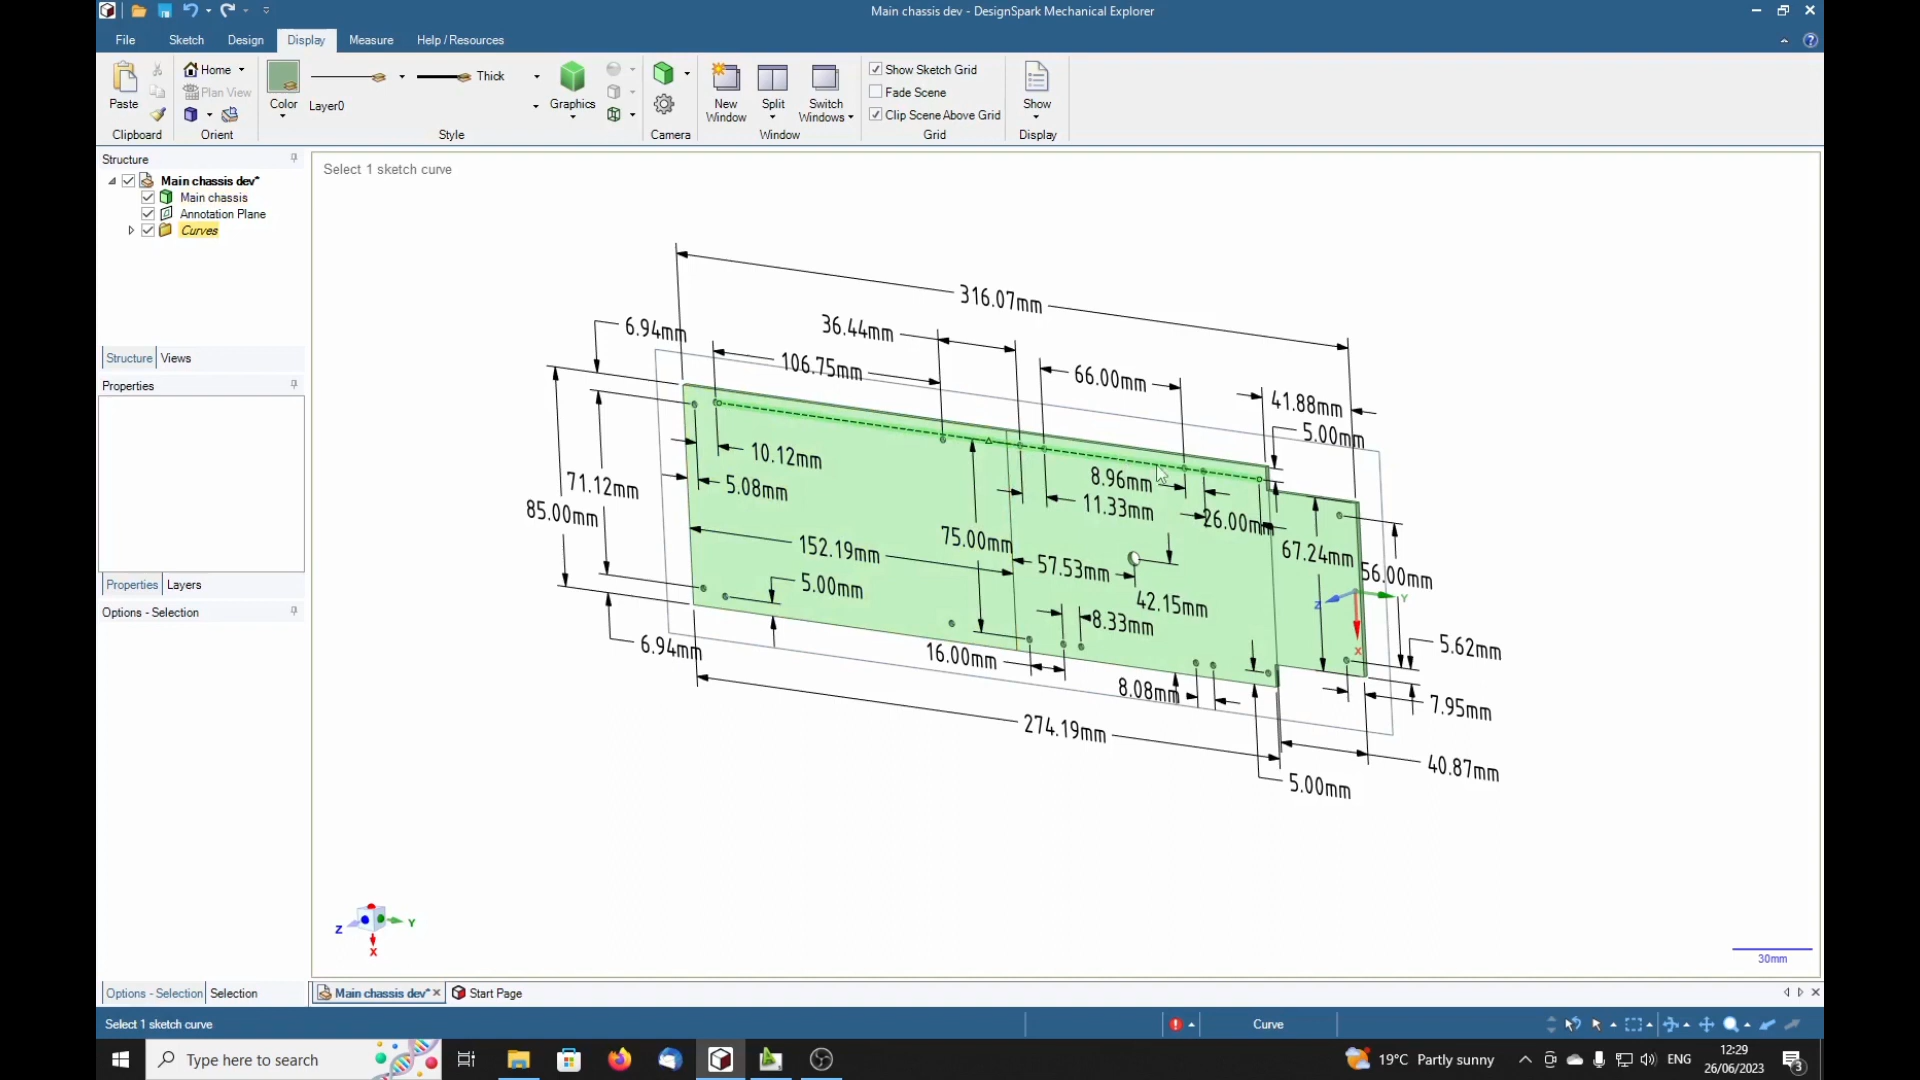 Main chassis dev - DesignSpark Mechanical Explorer
File Sketch Design Display Measure Help / Resources
Paste
Clipboard
Home
Plan View
Orient
Color
Layer0
Thick
Style
Graphics
Camera
New Window
Split
Switch Windows
Window
Show Sketch Grid
Fade Scene
Clip Scene Above Grid
Grid
Show
Display
Structure
Main chassis dev*
Main chassis
Annotation Plane
Curves
Structure Views
Properties
Properties Layers
Options - Selection
Options - Selection Selection
Select 1 sketch curve
316.07mm
6.94mm
36.44mm
106.75mm
66.00mm
41.88mm
5.00mm
10.12mm
8.96mm
71.12mm
5.08mm
11.33mm
85.00mm
26.00mm
75.00mm
152.19mm
67.24mm
57.53mm
56.00mm
5.00mm
42.15mm
8.33mm
Z
Y
X
6.94mm
16.00mm
5.62mm
8.08mm
7.95mm
274.19mm
40.87mm
5.00mm
Z
Y
X
30mm
Main chassis dev* Start Page
Select 1 sketch curve
Curve
Type here to search
19°C Partly sunny
ENG
12:29
26/06/2023
3